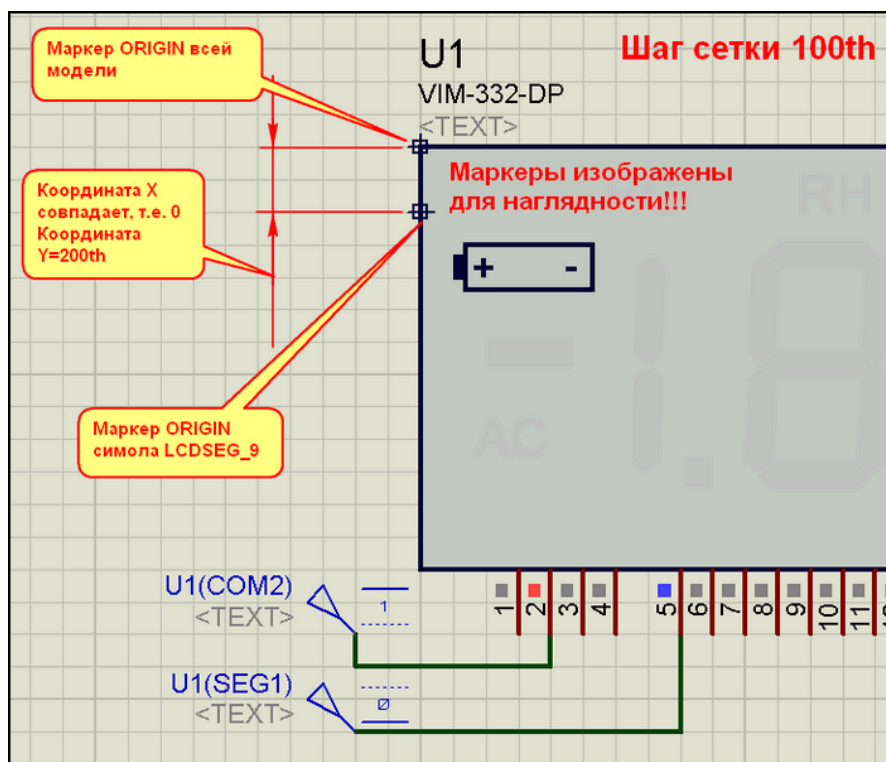 Маркер ORIGIN всей
модели
U1
VIM-332-DP
<TEXT>
Шаг сетки 100th
Маркеры изображены
для наглядности!!!
RH
Координата X
совпадает, т.е. 0
Координата
Y=200th
+ -
-1.8
AC
Маркер ORIGIN
симола LCDSEG_9
U1(COM2)
<TEXT>
1
1 2 3 4 5 6 7 8 9 10 11
U1(SEG1)
<TEXT>
0